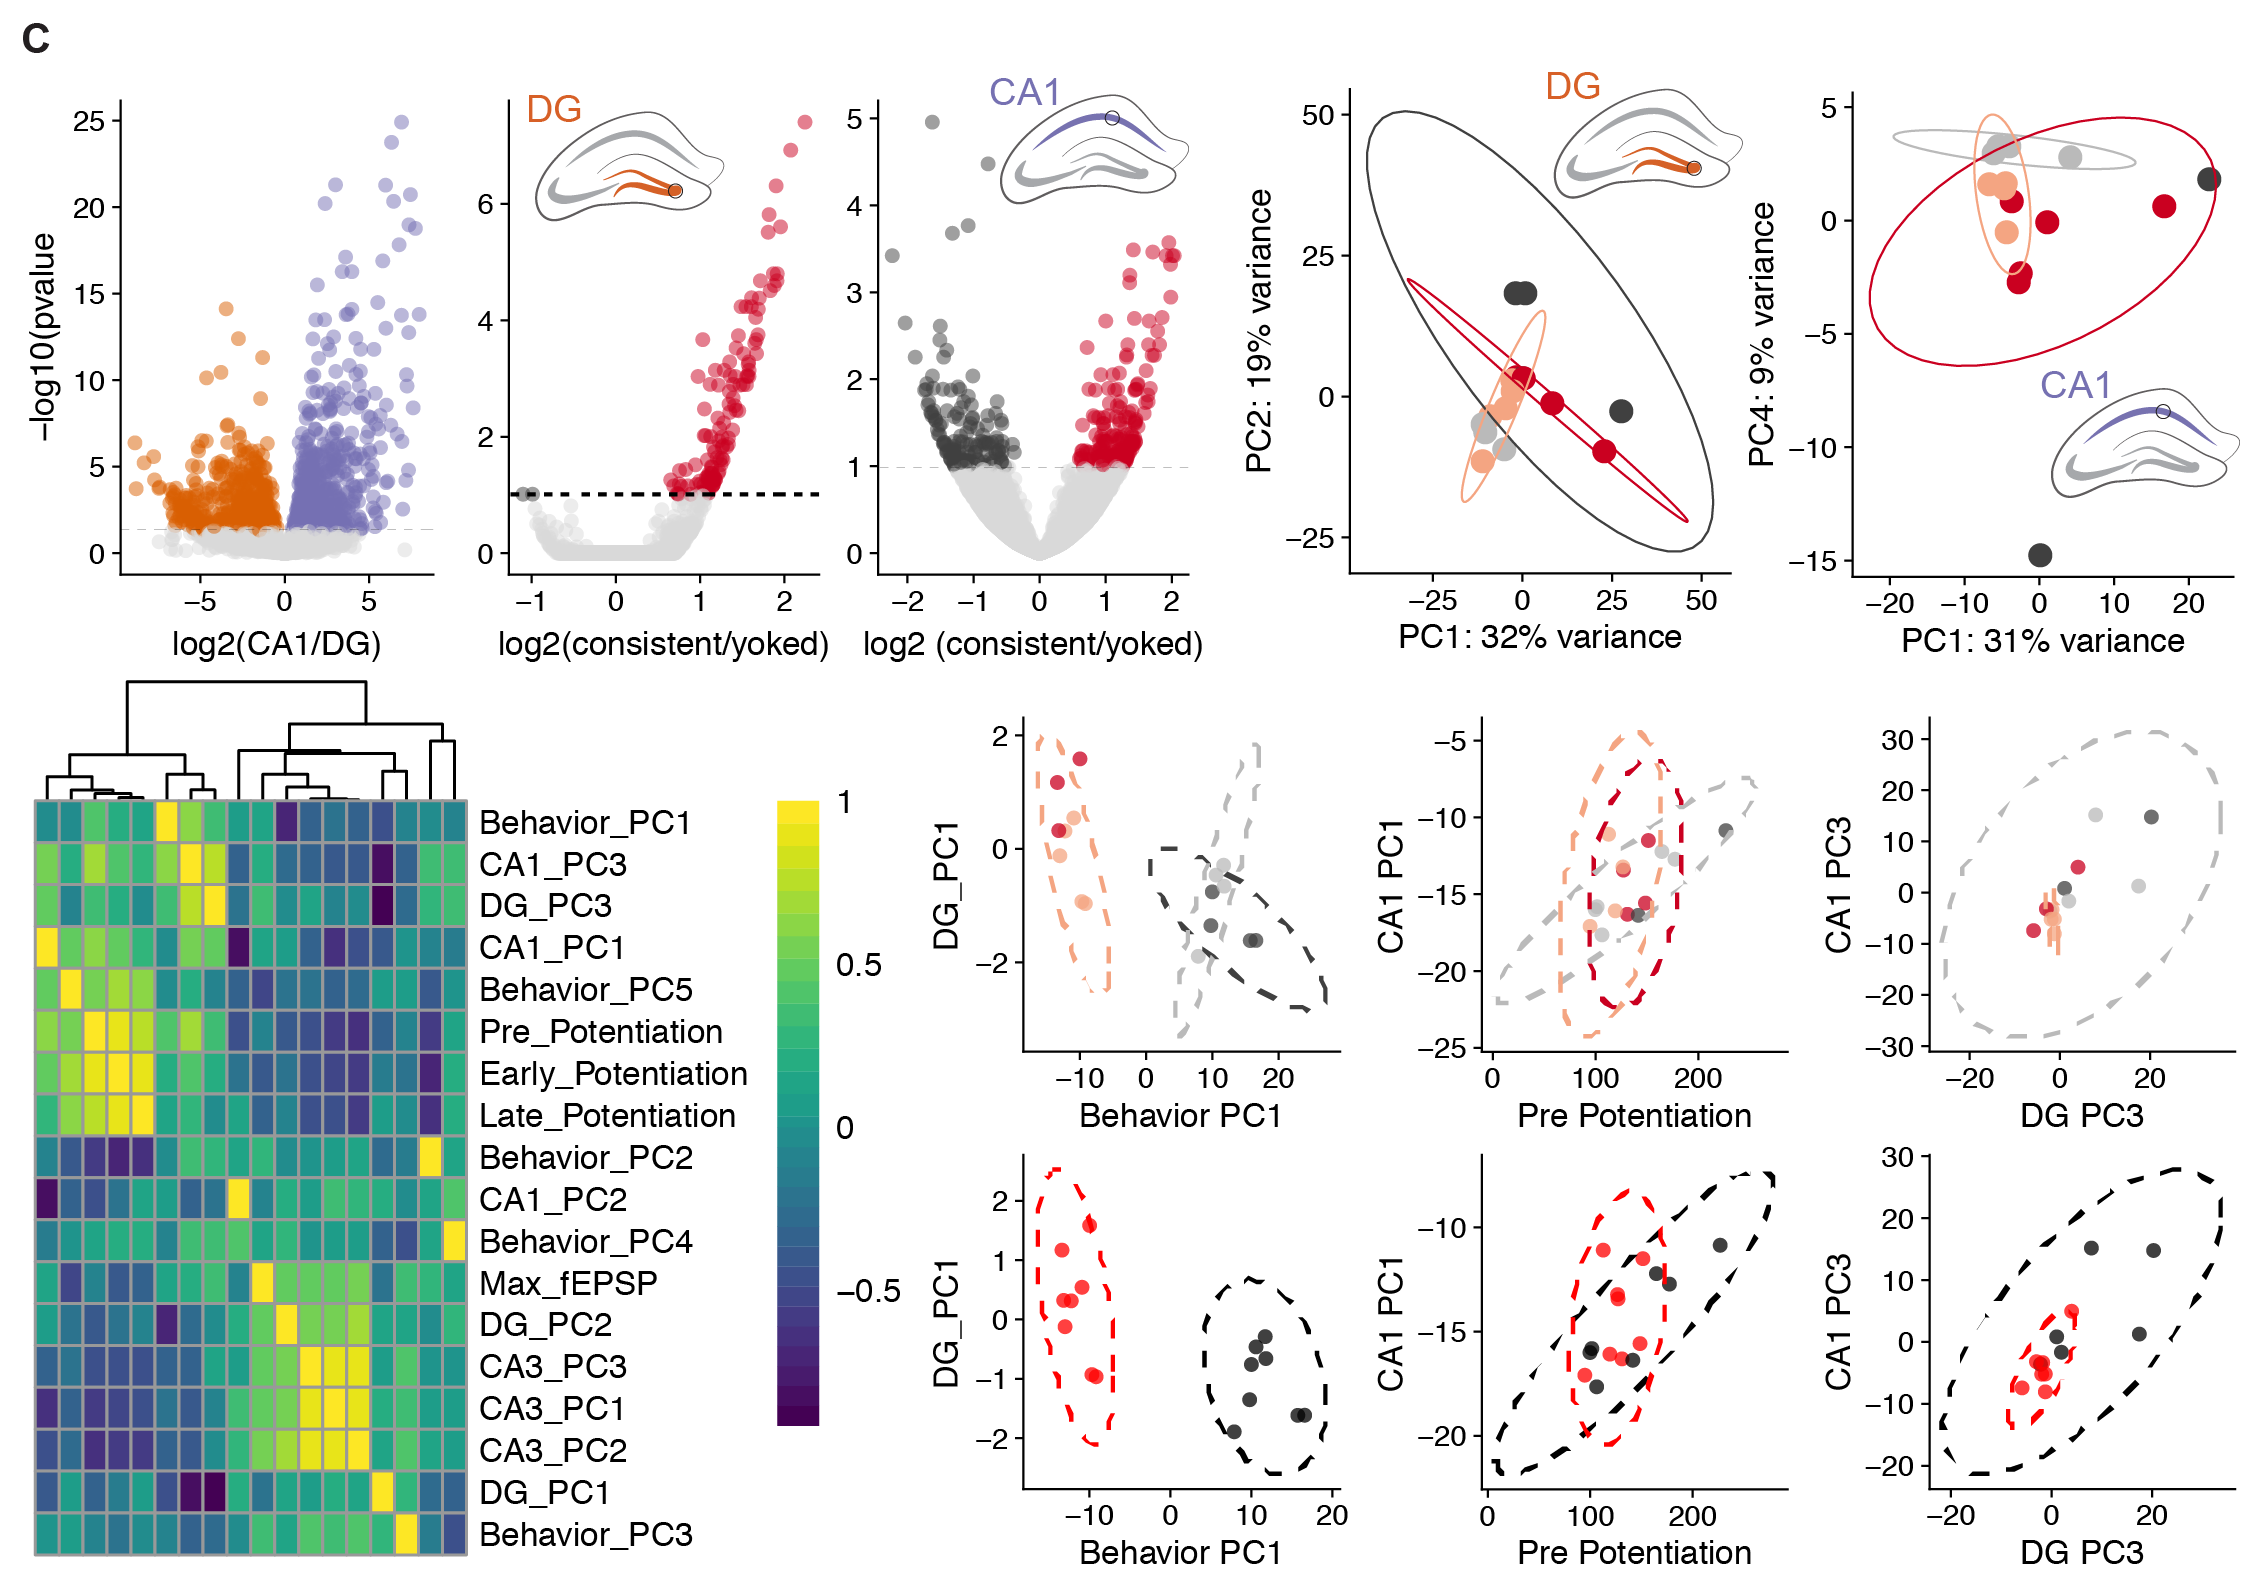 C
−log10(pvalue
25
20
15
10
5
0
−5 0 5
log2(CA1/DG)
DG
6
4
2
0
−1 0 1 2
log2(consistent/yoked)
CA1
5
4
3
2
1
0
−2 −1 0 1 2
log2 (consistent/yoked)
DG
PC2: 19% variance
50
25
0
−25
−25 0 25 50
PC1: 32% variance
PC4: 9% variance
5
0
−5
−10
−15
CA1
−20 −10 0 10 20
PC1: 31% variance
Behavior_PC1
CA1_PC3
DG_PC3
CA1_PC1
Behavior_PC5
Pre_Potentiation
Early_Potentiation
Late_Potentiation
Behavior_PC2
CA1_PC2
Behavior_PC4
Max_fEPSP
DG_PC2
CA3_PC3
CA3_PC1
CA3_PC2
DG_PC1
Behavior_PC3
1
0.5
0
−0.5
DG_PC1
2
0
−2
−10 0 10 20
Behavior PC1
CA1 PC1
−5
−10
−15
−20
−25
0 100 200
Pre Potentiation
CA1 PC3
30
20
10
0
−10
−20
−30
−20 0 20
DG PC3
DG_PC1
2
1
0
−1
−2
−10 0 10 20
Behavior PC1
CA1 PC1
−10
−15
−20
0 100 200
Pre Potentiation
CA1 PC3
30
20
10
0
−10
−20
−20 0 20
DG PC3